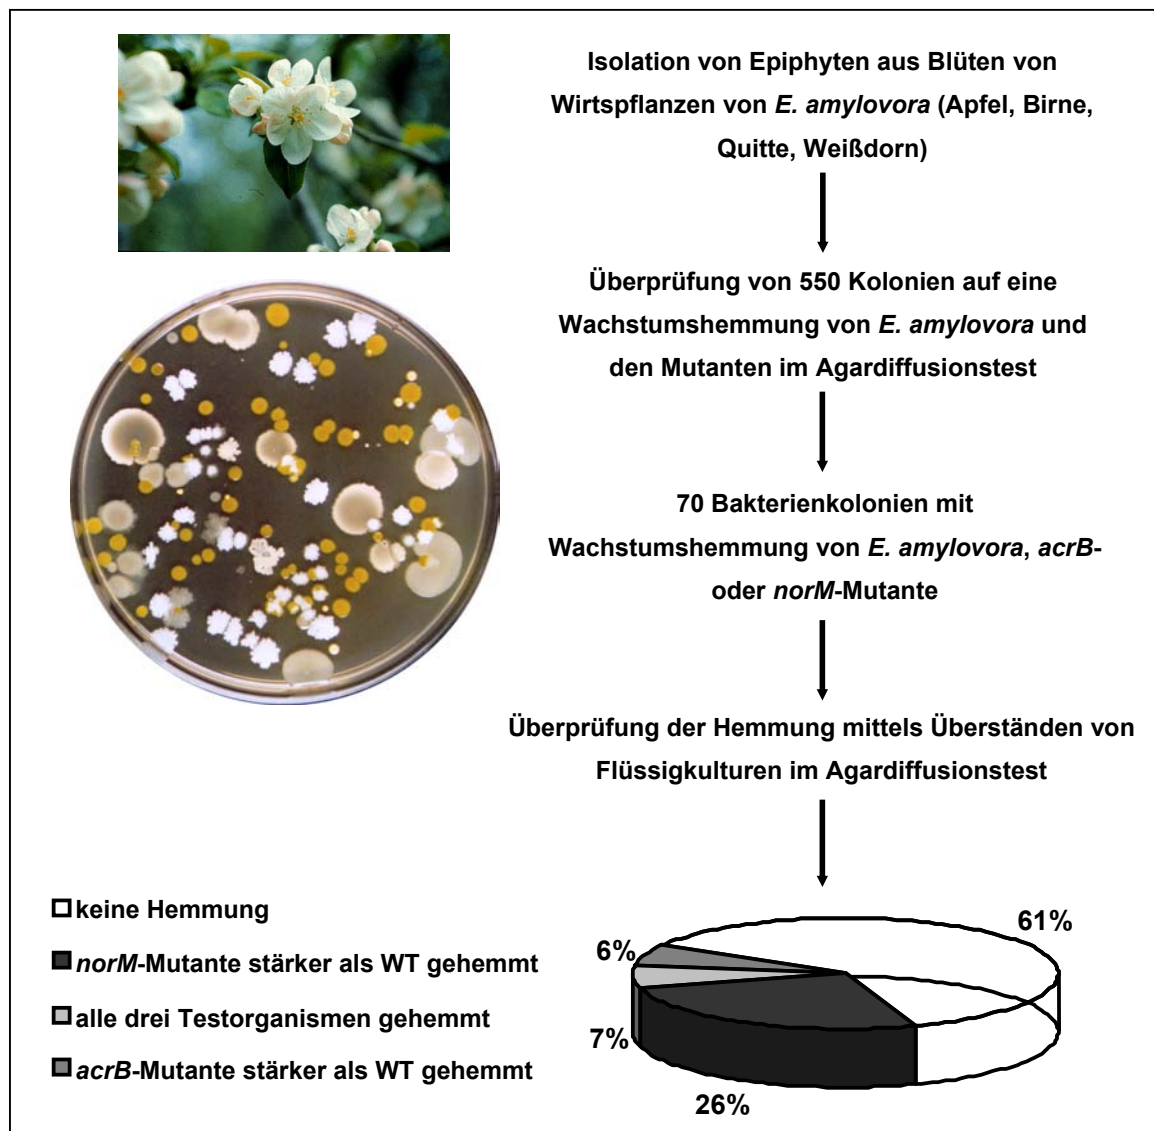 Isolation von Epiphyten aus Blüten von
Wirtspflanzen von E. amylovora (Apfel, Birne,
Quitte, Weißdorn)
Überprüfung von 550 Kolonien auf eine
Wachstumshemmung von E. amylovora und
den Mutanten im Agardiffusionstest
70 Bakterienkolonien mit
Wachstumshemmung von E. amylovora, acrB-
oder norM-Mutante
Überprüfung der Hemmung mittels Überständen von
Flüssigkulturen im Agardiffusionstest
keine Hemmung
norM-Mutante stärker als WT gehemmt
alle drei Testorganismen gehemmt
acrB-Mutante stärker als WT gehemmt
61%
6%
7%
26%